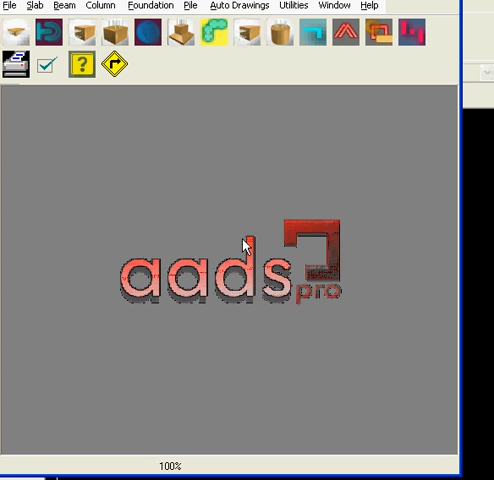 File Slab Beam Column Foundation Pile Auto Drawings Utilities Window Help
?
aads
pro
100%